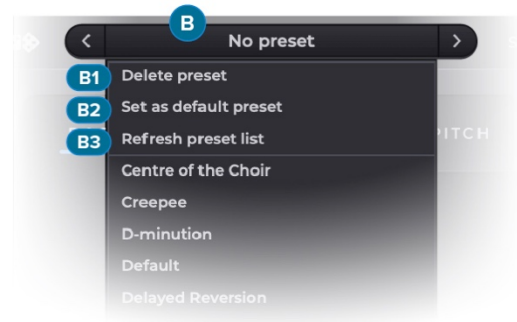 B
No preset
B1 Delete preset
B2 Set as default preset
B3 Refresh preset list
PITCH
Centre of the Choir
Creepee
D-minution
Default
Delayed Reversion